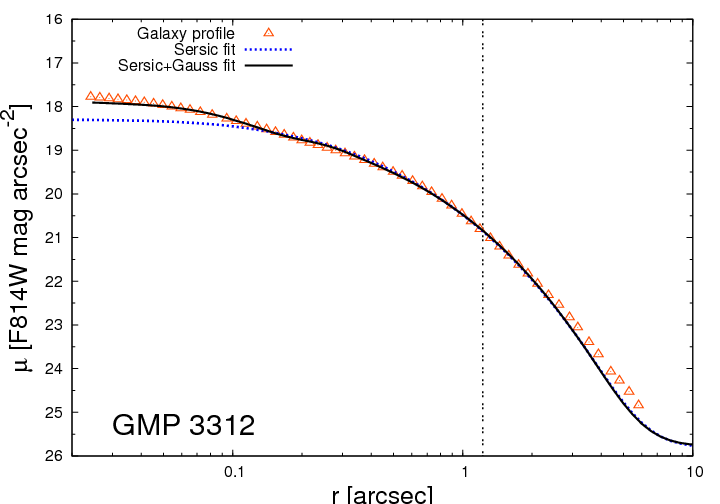 16
17
18
19
20
21
22
23
24
25
26
μ [F814W mag arcsec-2]
Galaxy profile
Sersic fit
Sersic+Gauss fit
GMP 3312
0.1
1
10
r [arcsec]